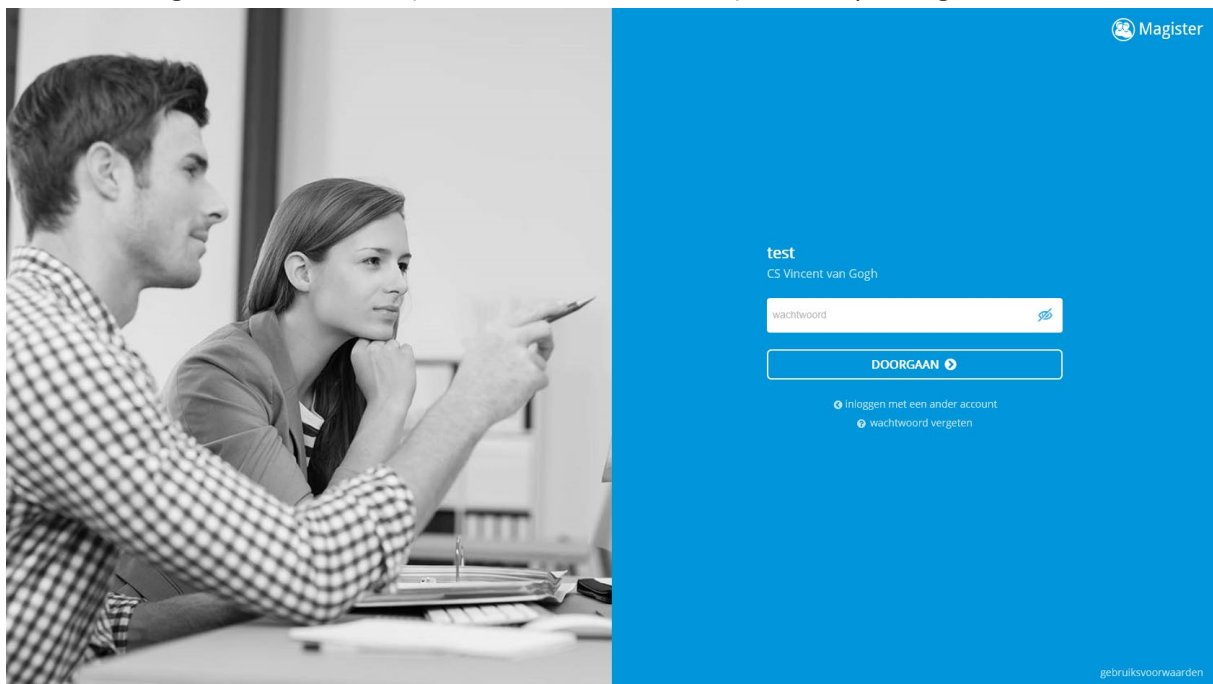 Magister
test
CS Vincent van Gogh
wachtwoord
DOORGAAN
inloggen met een ander account
wachtwoord vergeten
gebruiksvoorwaarden